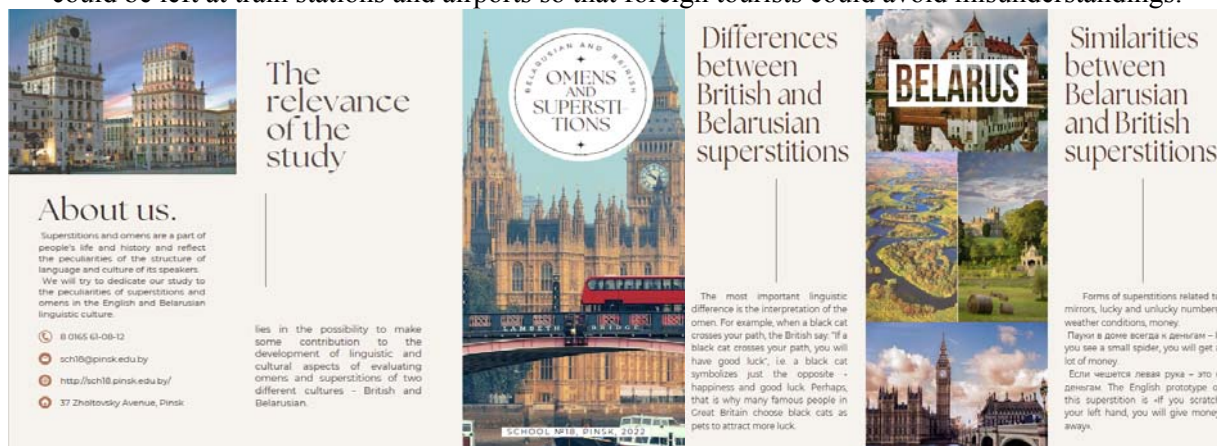 could be left at train stations and airports so that foreign tourists could avoid misunderstandings.
About us.
Superstitions and omens are a part of
people's life and history and reflect
the peculiarities of the structure of
language and culture of its speakers.
We will try to dedicate our study to
the peculiarities of superstitions and
omens in the English and Belarusian
linguistic culture.
8 0165 61-08-12
sch18@pinsk.edu.by
http://sch18.pinsk.edu.by/
37 Zholtovsky Avenue, Pinsk
The
relevance
of the
study
lies in the possibility to make
some contribution to the
development of linguistic and
cultural aspects of evaluating
omens and superstitions of two
different cultures - British and
Belarusian.
BELARUSIAN AND BRIRISH
OMENS
AND
SUPERSTI-
TIONS
LAMBETH BRIDGE
SCHOOL №18, PINSK, 2022
Differences
between
British and
Belarusian
superstitions
The most important linguistic
difference is the interpretation of the
omen. For example, when a black cat
crosses your path, the British say: "If a
black cat crosses your path, you will
have good luck", i.e. a black cat
symbolizes just the opposite -
happiness and good luck. Perhaps,
that is why many famous people in
Great Britain choose black cats as
pets to attract more luck.
BELARUS
Similarities
between
Belarusian
and British
superstitions
Forms of superstitions related to
mirrors, lucky and unlucky number
weather conditions, money.
Пауки в доме всегда к деньгам –
you see a small spider, you will get
lot of money.
Если чешется левая рука – это
деньгам. The English prototype o
this superstition is «If you scratch
your left hand, you will give money
away».